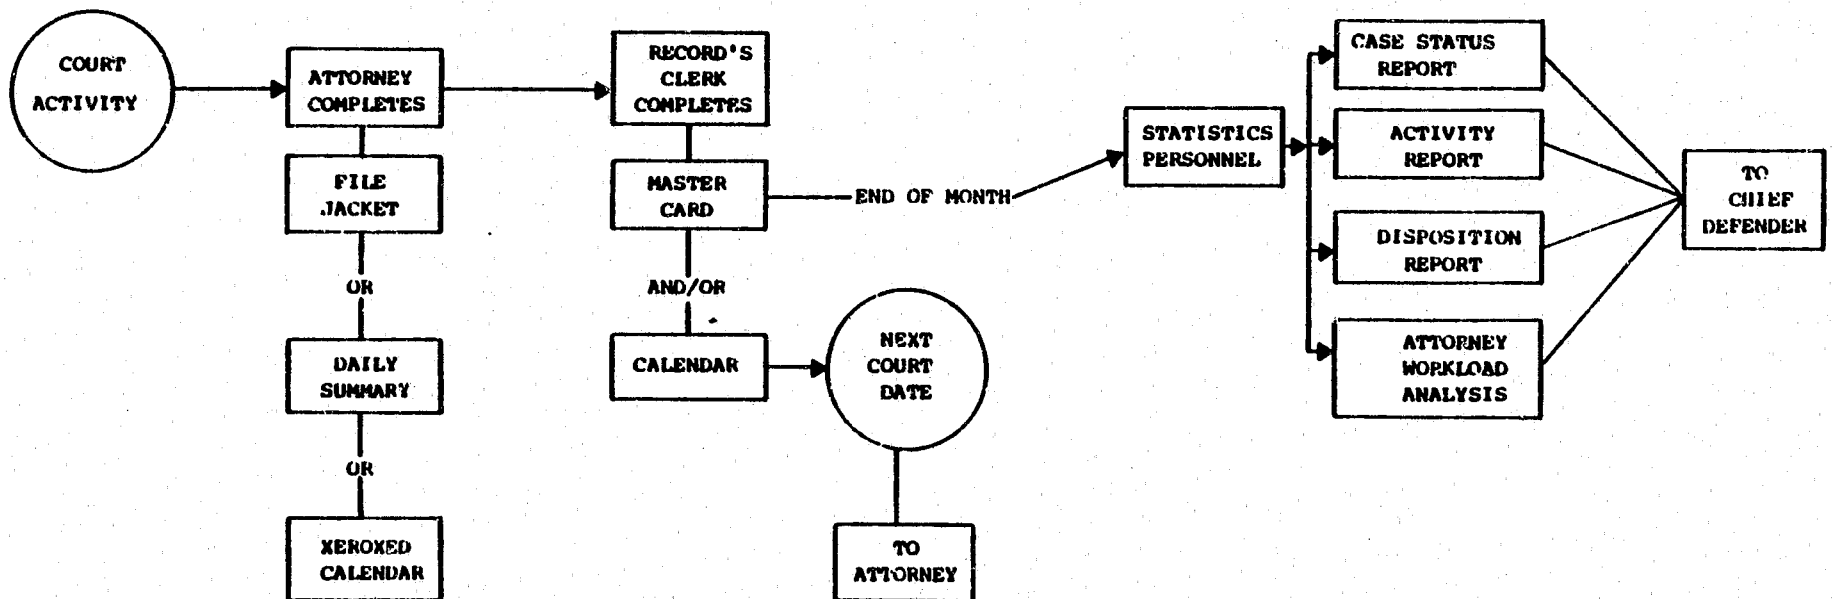 COURT
ACTIVITY
ATTORNEY
COMPLETES
FILE
JACKET
OR
DAILY
SUMMARY
OR
XEROXED
CALENDAR
RECORD'S
CLERK
COMPLETES
MASTER
CARD
AND/OR
CALENDAR
END OF MONTH
NEXT
COURT
DATE
TO
ATTORNEY
STATISTICS
PERSONNEL
CASE STATUS
REPORT
ACTIVITY
REPORT
DISPOSITION
REPORT
ATTORNEY
WORKLOAD
ANALYSIS
TO
CHIEF
DEFENDER